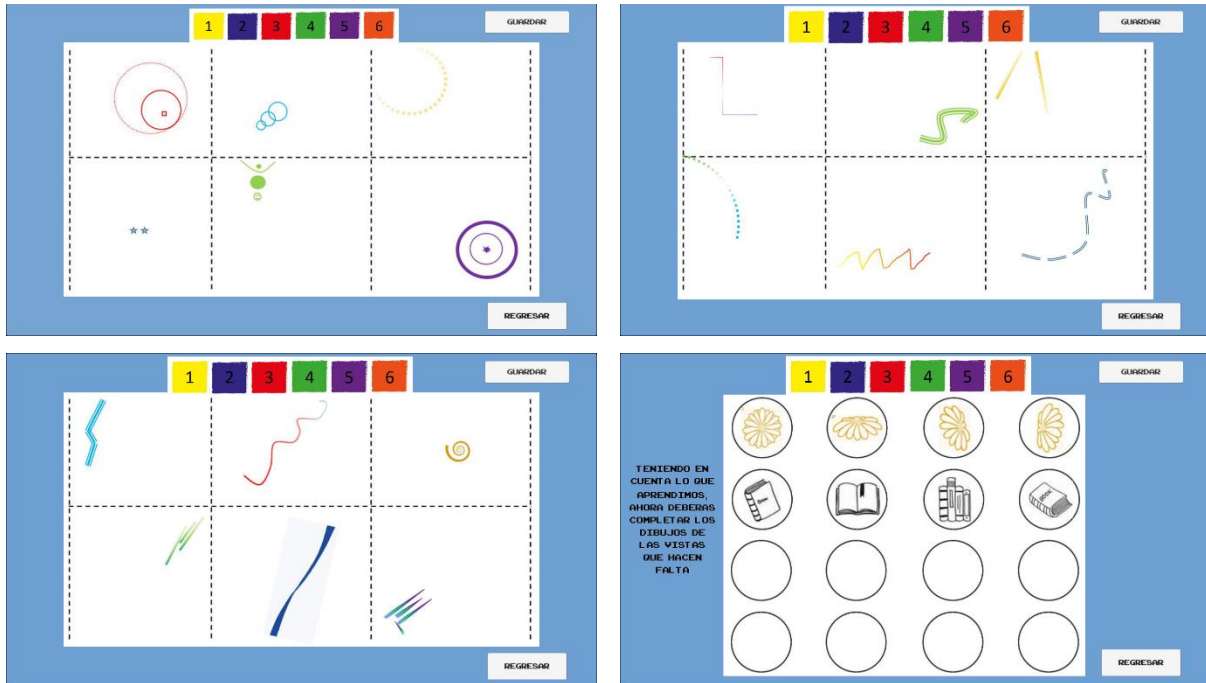 1 2 3 4 5 6
GUARDAR
REGRESAR
1 2 3 4 5 6
GUARDAR
REGRESAR
1 2 3 4 5 6
GUARDAR
REGRESAR
1 2 3 4 5 6
GUARDAR
TENIENDO EN
CUENTA LO QUE
APRENDIMOS,
AHORA DEBERAS
COMPLETAR LOS
DIBUJOS DE
LAS VISTAS
QUE HACEN
FALTA
BOOK
BOOK
REGRESAR